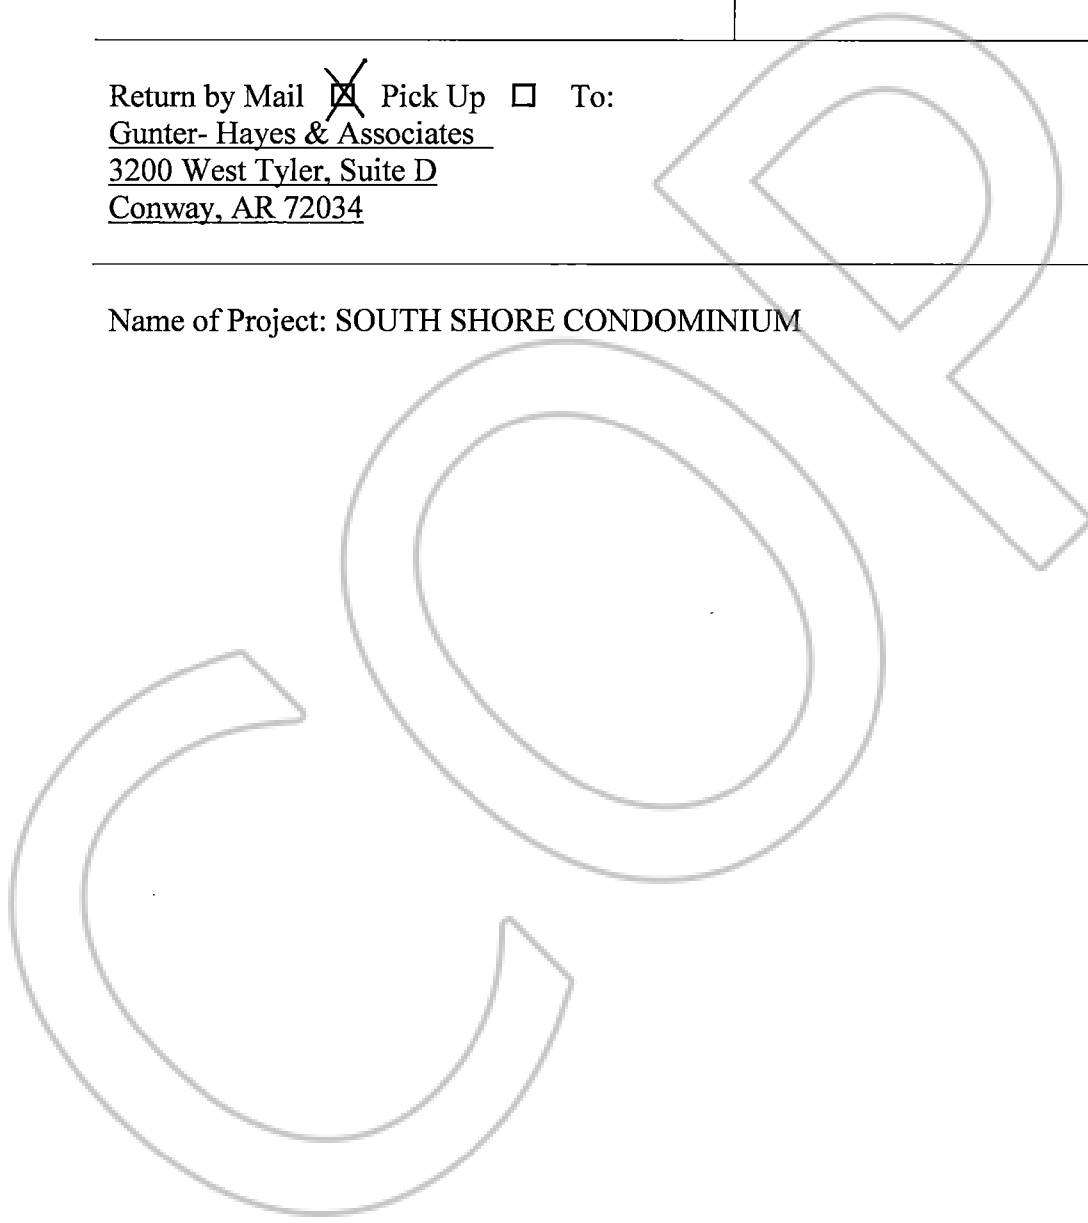 Return by Mail ☒ Pick Up ☐ To:
Gunter- Hayes & Associates
3200 West Tyler, Suite D
Conway, AR 72034
Name of Project: SOUTH SHORE CONDOMINIUM
COP